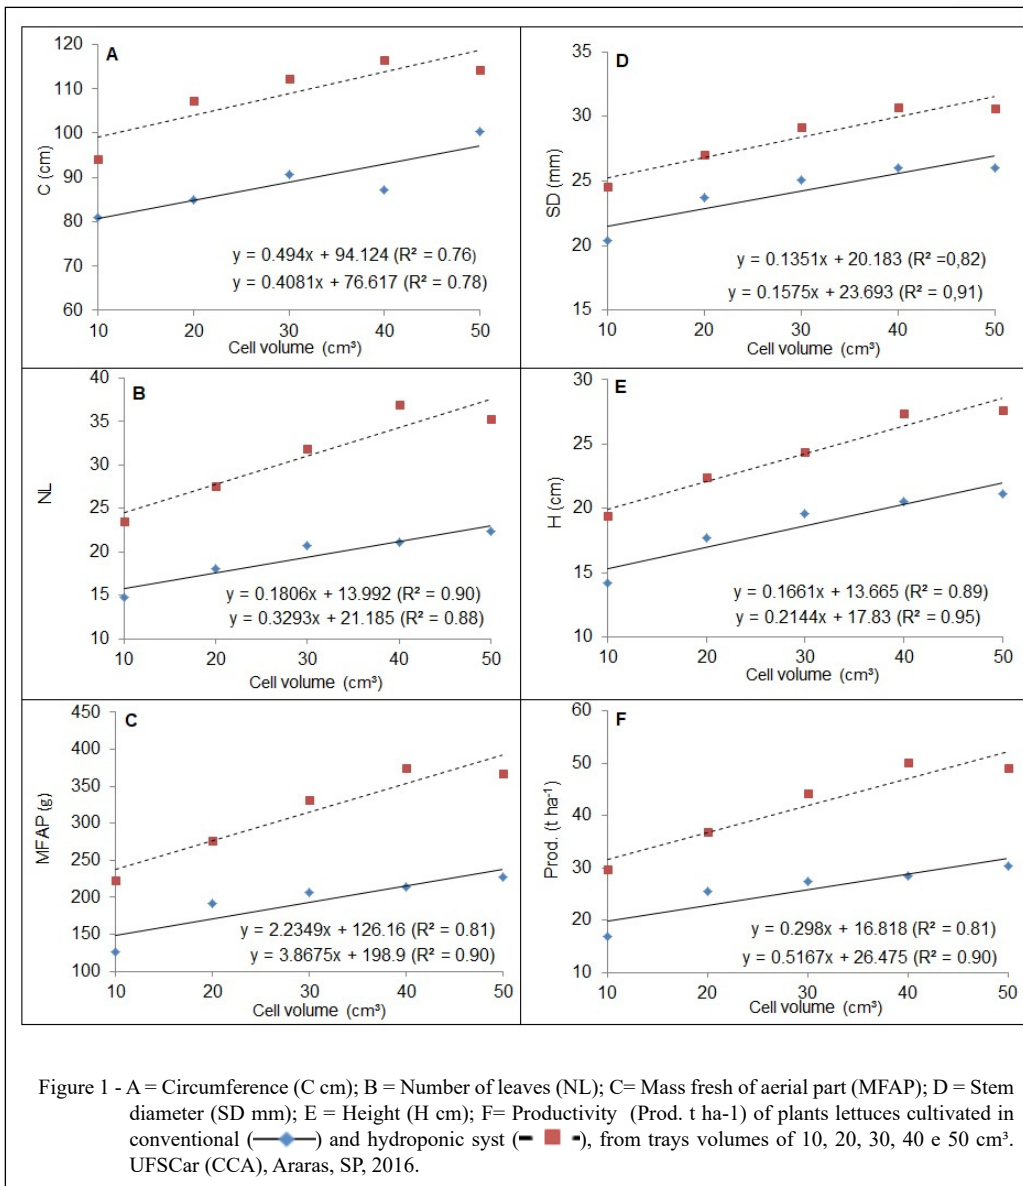 A
120
110
100
90
80
70
60
C (cm)
y = 0.494x + 94.124 (R² = 0.76)
y = 0.4081x + 76.617 (R² = 0.78)
10 20 30 40 50
Cell volume (cm³)
D
35
30
25
20
15
SD (mm)
y = 0.1351x + 20.183 (R² =0,82)
y = 0.1575x + 23.693 (R² = 0,91)
10 20 30 40 50
Cell volume (cm³)
B
40
35
30
25
20
15
10
NL
y = 0.1806x + 13.992 (R² = 0.90)
y = 0.3293x + 21.185 (R² = 0.88)
10 20 30 40 50
Cell volume (cm³)
E
30
25
20
15
10
H (cm)
y = 0.1661x + 13.665 (R² = 0.89)
y = 0.2144x + 17.83 (R² = 0.95)
10 20 30 40 50
Cell volume (cm³)
C
450
400
350
300
250
200
150
100
MFAP (g)
y = 2.2349x + 126.16 (R² = 0.81)
y = 3.8675x + 198.9 (R² = 0.90)
10 20 30 40 50
Cell volume (cm³)
F
60
50
40
30
20
10
Prod. (t ha⁻¹)
y = 0.298x + 16.818 (R² = 0.81)
y = 0.5167x + 26.475 (R² = 0.90)
10 20 30 40 50
Cell volume (cm³)
Figure 1 - A = Circumference (C cm); B = Number of leaves (NL); C= Mass fresh of aerial part (MFAP); D = Stem
diameter (SD mm); E = Height (H cm); F= Productivity (Prod. t ha-1) of plants lettuces cultivated in
conventional ( ) and hydroponic syst ( ), from trays volumes of 10, 20, 30, 40 e 50 cm³.
UFSCar (CCA), Araras, SP, 2016.